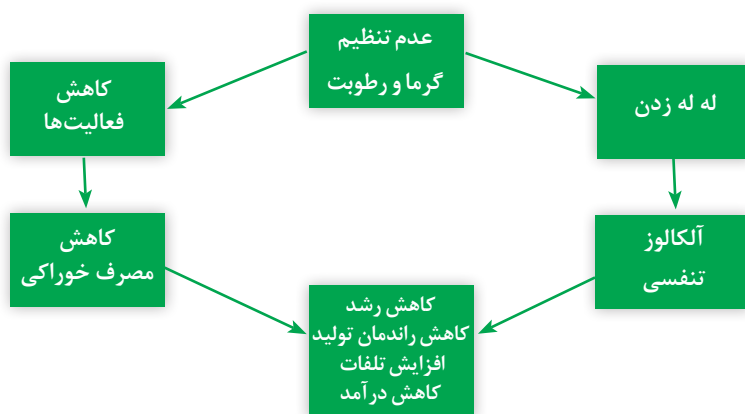 عدم تنظیم
گرما و رطوبت
له له زدن
کاهش
فعالیت‌ها
آلکالوز
تنفسی
کاهش
مصرف خوراکی
کاهش رشد
کاهش راندمان تولید
افزایش تلفات
کاهش درآمد